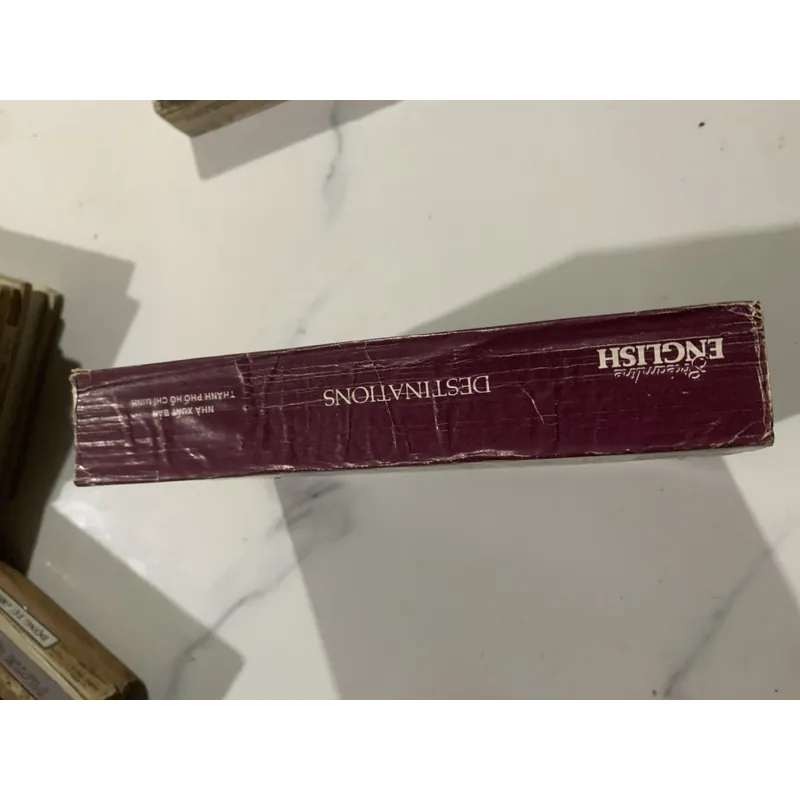 Streamline
ENGLISH
DESTINATIONS
NHÀ XUẤT BẢN
THÀNH PHỐ HỒ CHÍ MINH